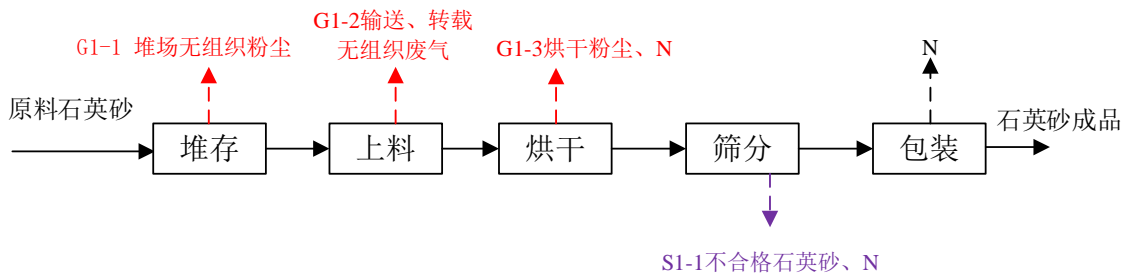 G1-1 堆场无组织粉尘
G1-2输送、转载
无组织废气
G1-3烘干粉尘、N
N
原料石英砂
堆存
上料
烘干
筛分
包装
石英砂成品
S1-1不合格石英砂、N